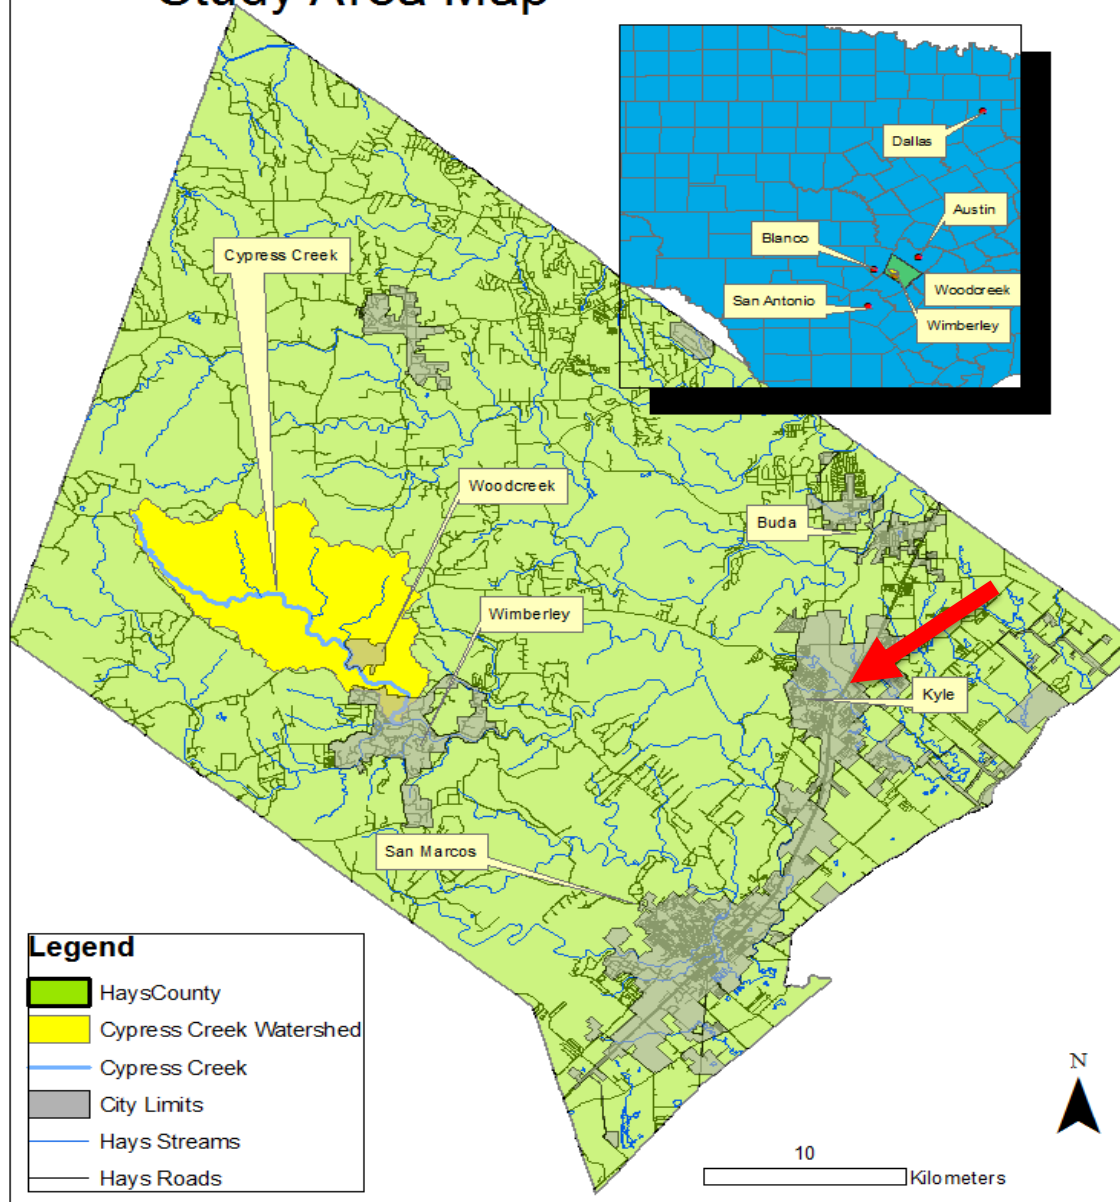 Study Area Map
Dallas
Austin
Blanco
Woodcreek
San Antonio
Wimberley
Cypress Creek
Woodcreek
Buda
Wimberley
Kyle
San Marcos
Legend
HaysCounty
Cypress Creek Watershed
Cypress Creek
City Limits
Hays Streams
Hays Roads
N
10
Kilometers